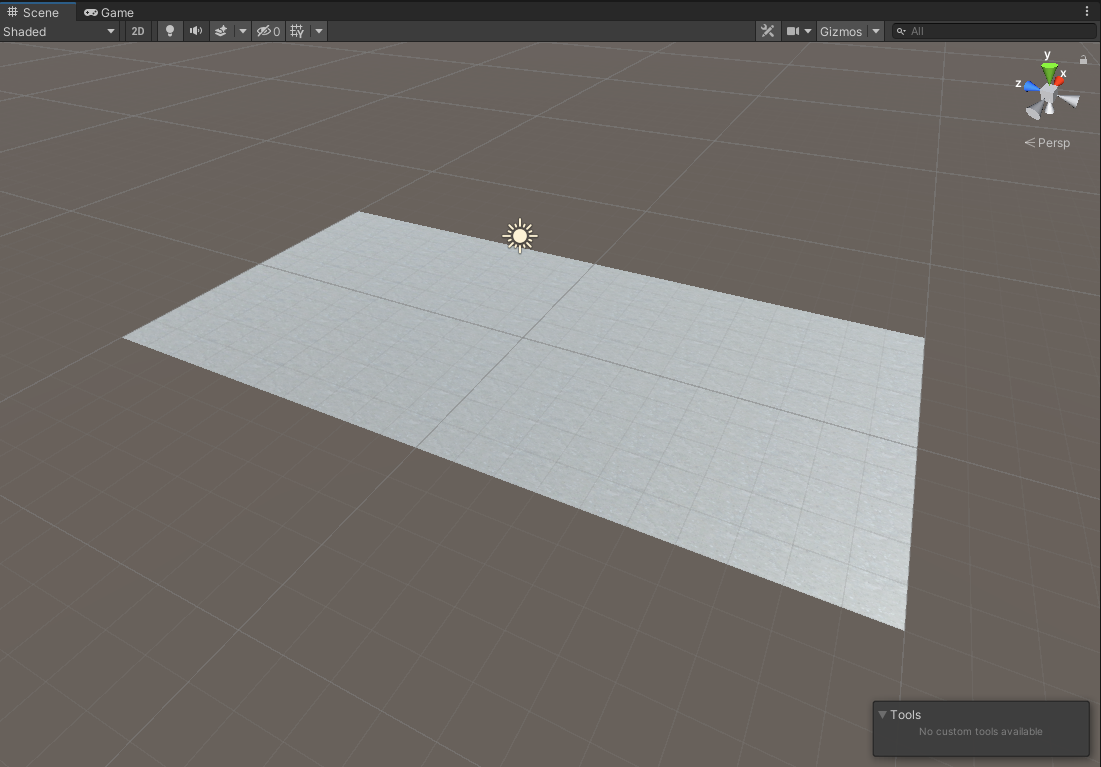 Scene Game
Shaded 2D 0 Gizmos All
y
x
z
Persp
Tools
No custom tools available